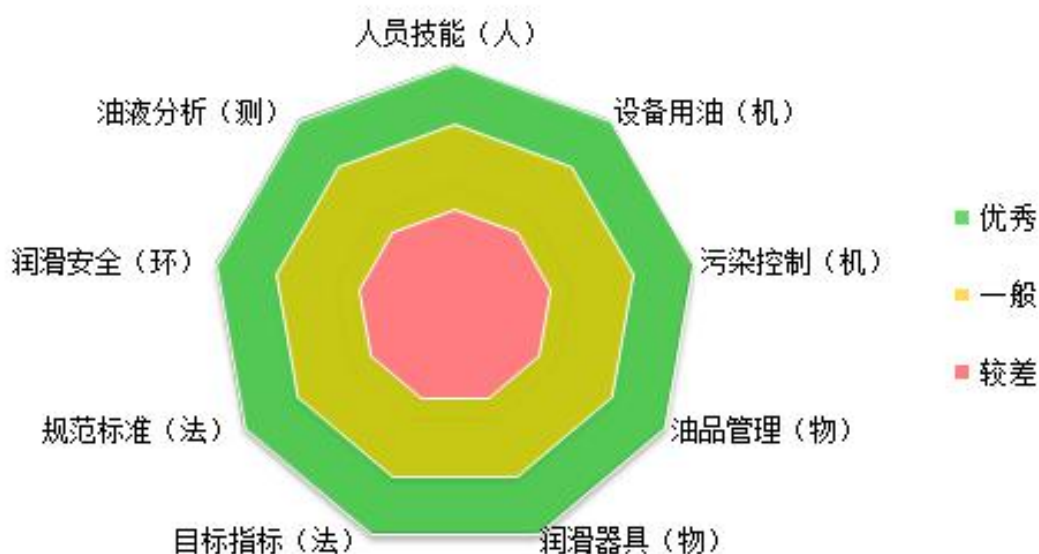 人员技能（人）
油液分析（测）
设备用油（机）
优秀
润滑安全（环）
污染控制（机）
一般
较差
规范标准（法）
油品管理（物）
目标指标（法）
润滑器具（物）